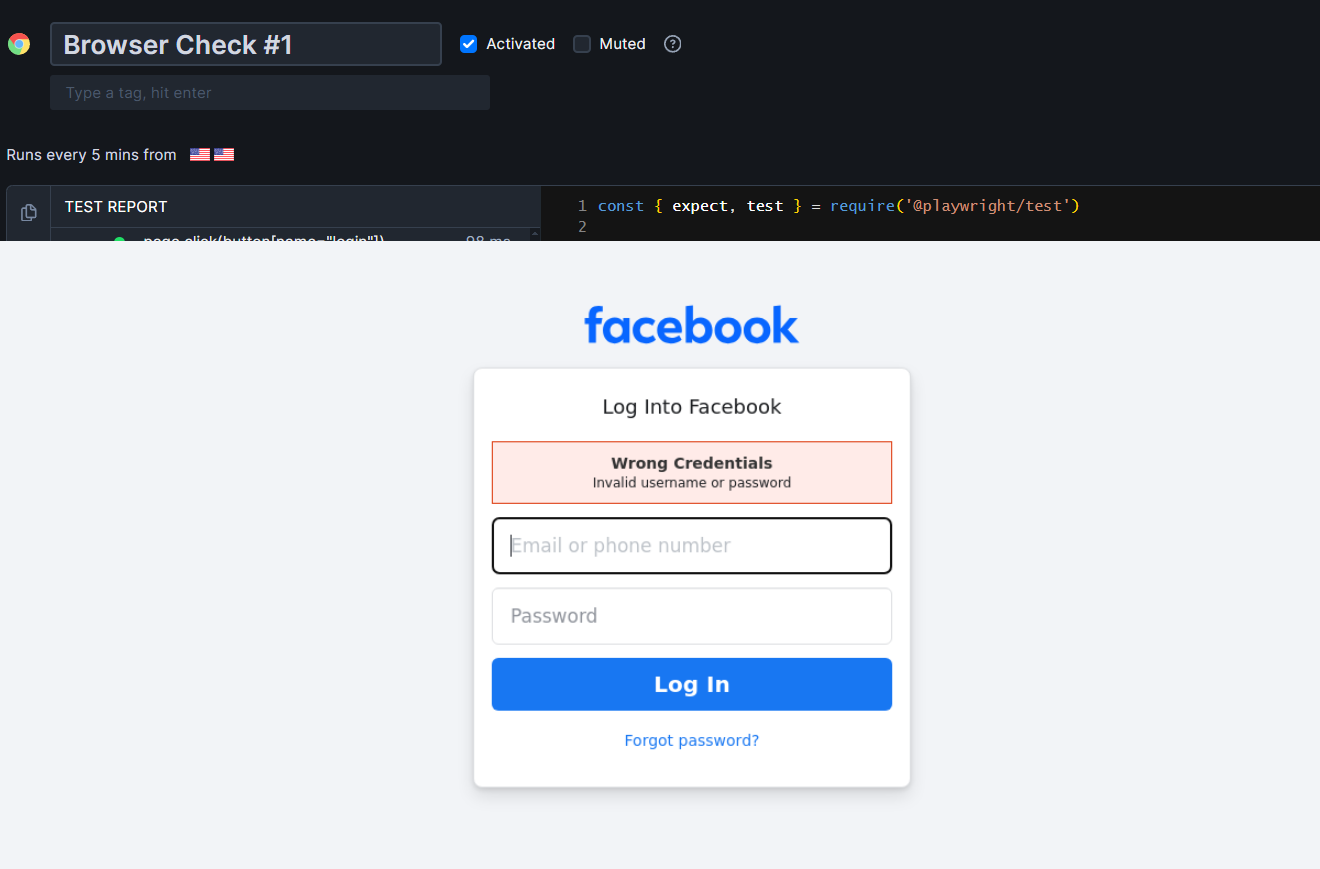 Browser Check #1
Activated
Muted
?
Type a tag, hit enter
Runs every 5 mins from
TEST REPORT
page.click(button[name="login"])
98 ms
1 const { expect, test } = require('@playwright/test')
2
facebook
Log Into Facebook
Wrong Credentials
Invalid username or password
Email or phone number
Password
Log In
Forgot password?